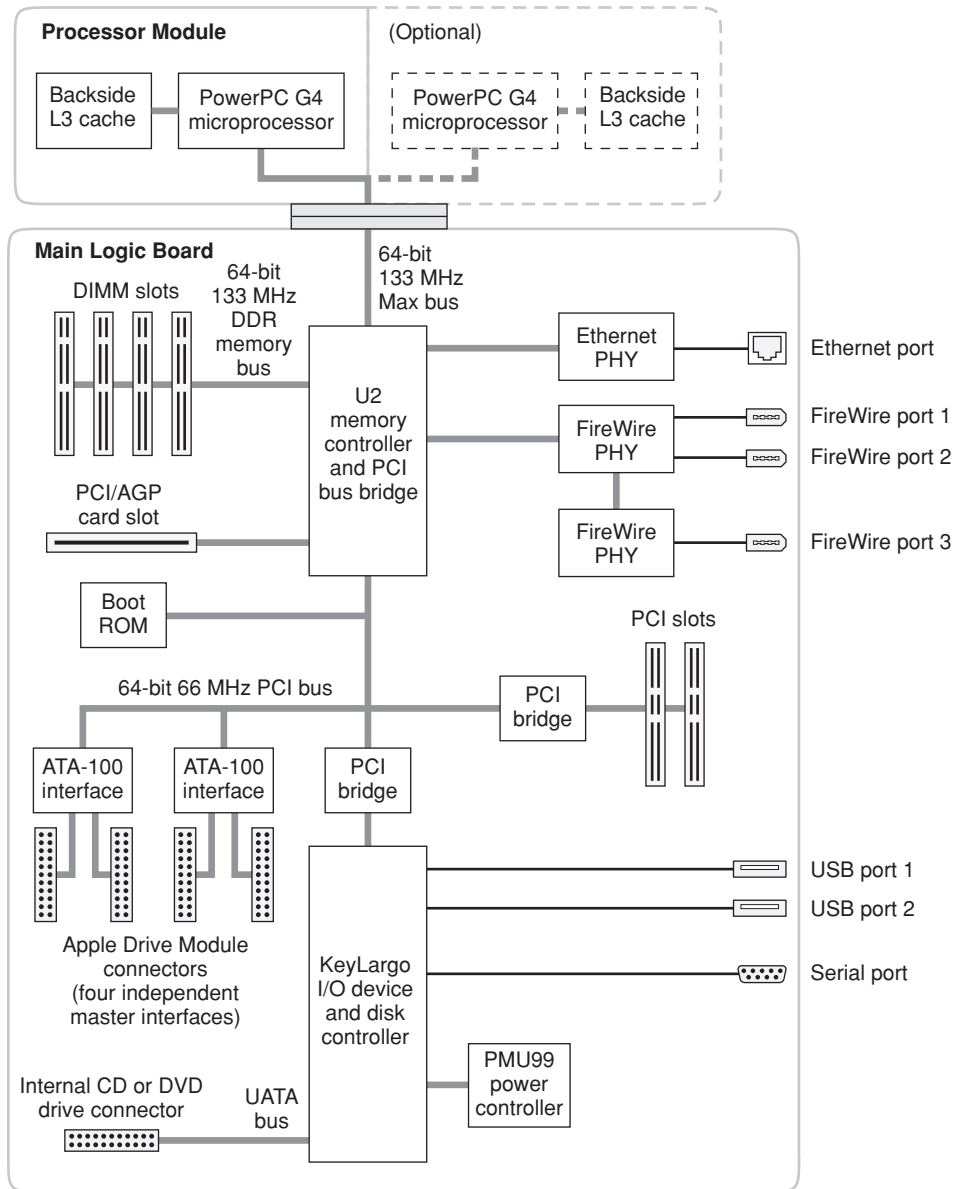 Processor Module
(Optional)
Backside
L3 cache
PowerPC G4
microprocessor
PowerPC G4
microprocessor
Backside
L3 cache
Main Logic Board
64-bit
133 MHz
Max bus
DIMM slots
64-bit
133 MHz
DDR
memory
bus
U2
memory
controller
and PCI
bus bridge
Ethernet
PHY
Ethernet port
FireWire
PHY
FireWire port 1
FireWire port 2
PCI/AGP
card slot
FireWire
PHY
FireWire port 3
Boot
ROM
PCI slots
64-bit 66 MHz PCI bus
PCI
bridge
ATA-100
interface
ATA-100
interface
PCI
bridge
Apple Drive Module
connectors
(four independent
master interfaces)
KeyLargo
I/O device
and disk
controller
USB port 1
USB port 2
Serial port
PMU99
power
controller
Internal CD or DVD
drive connector
UATA
bus